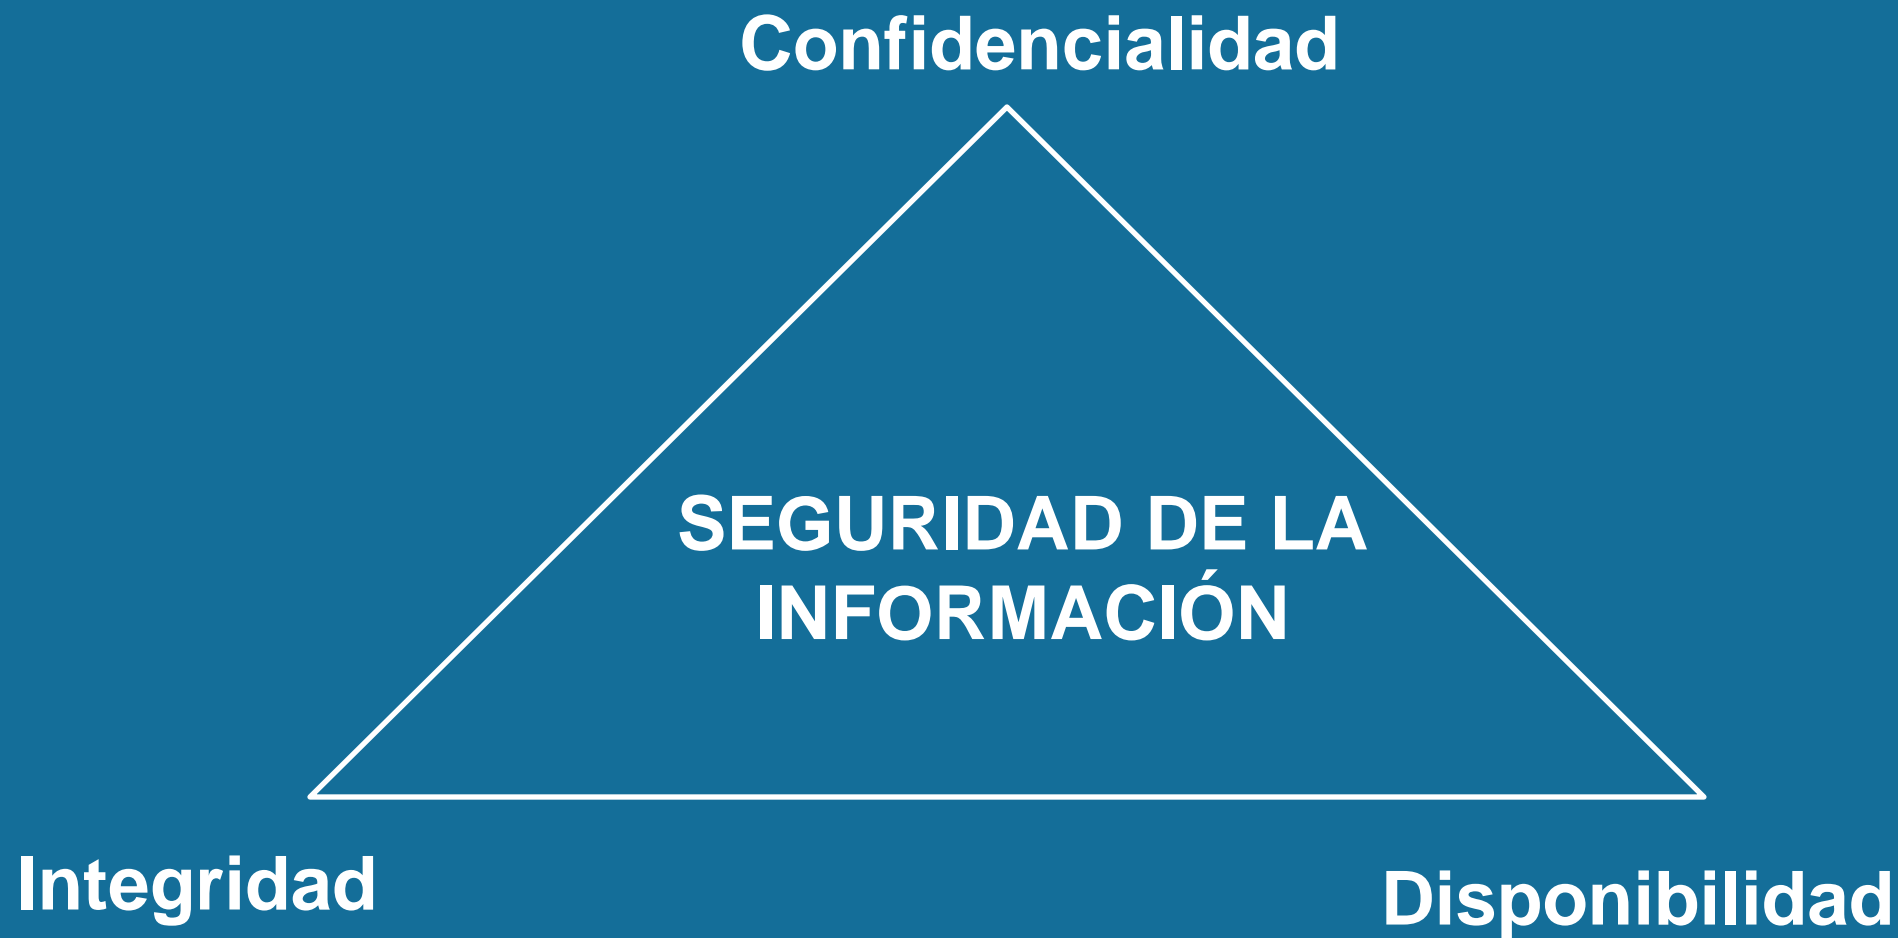 Confidencialidad
SEGURIDAD DE LA
INFORMACIÓN
Integridad
Disponibilidad